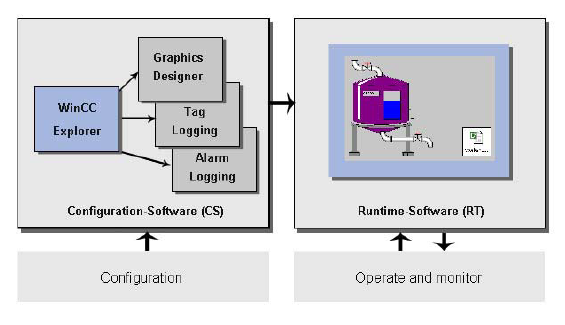 Graphics
Designer
WinCC
Explorer
Tag
Logging
Alarm
Logging
Configuration-Software (CS)
Runtime-Software (RT)
Configuration
Operate and monitor